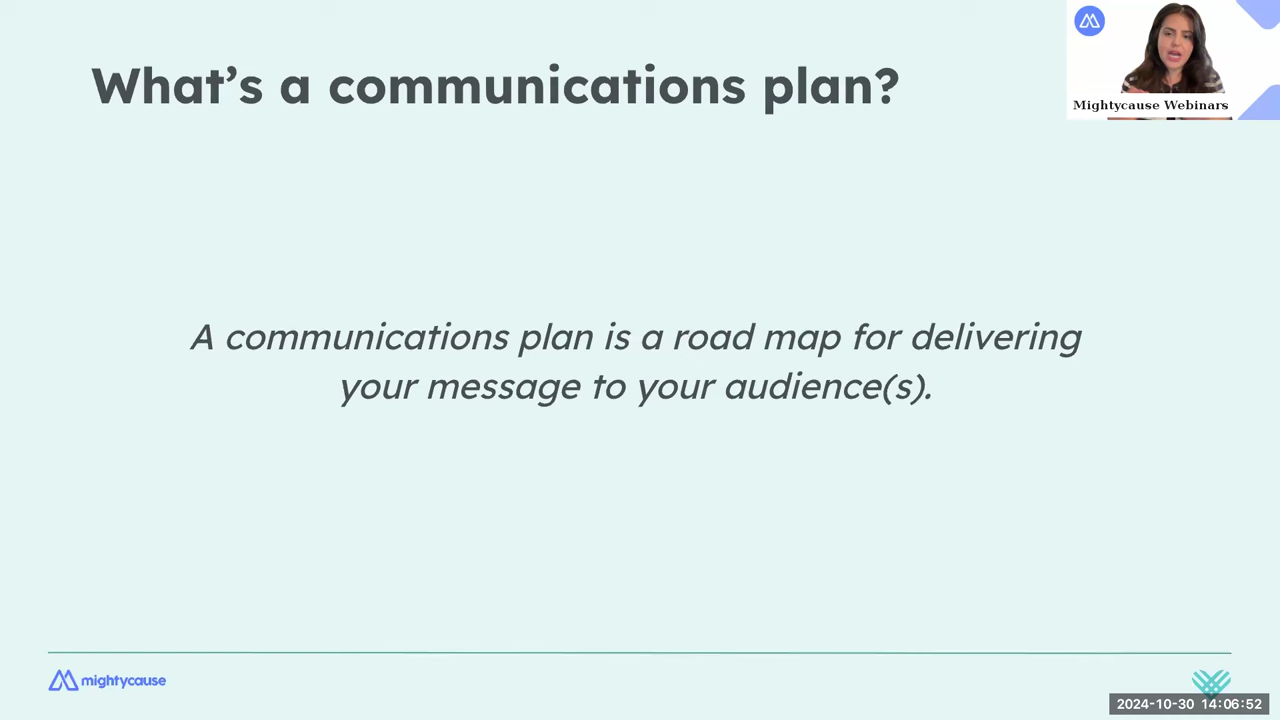 What's a communications plan?
Mightycause Webinars
A communications plan is a road map for delivering
your message to your audience(s).
mightycause
2024-10-30 14:06:52